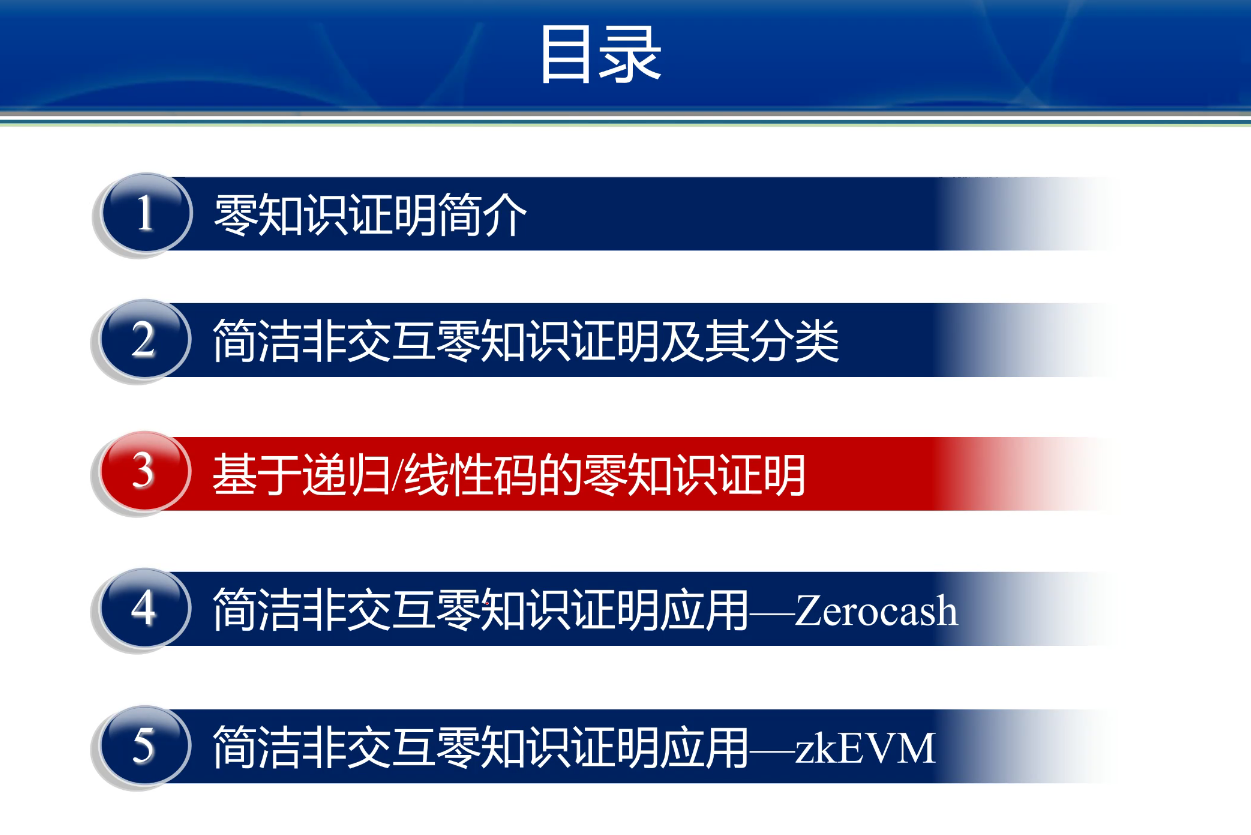 目录
1 零知识证明简介
2 简洁非交互零知识证明及其分类
3 基于递归/线性码的零知识证明
4 简洁非交互零知识证明应用—Zerocash
5 简洁非交互零知识证明应用—zkEVM